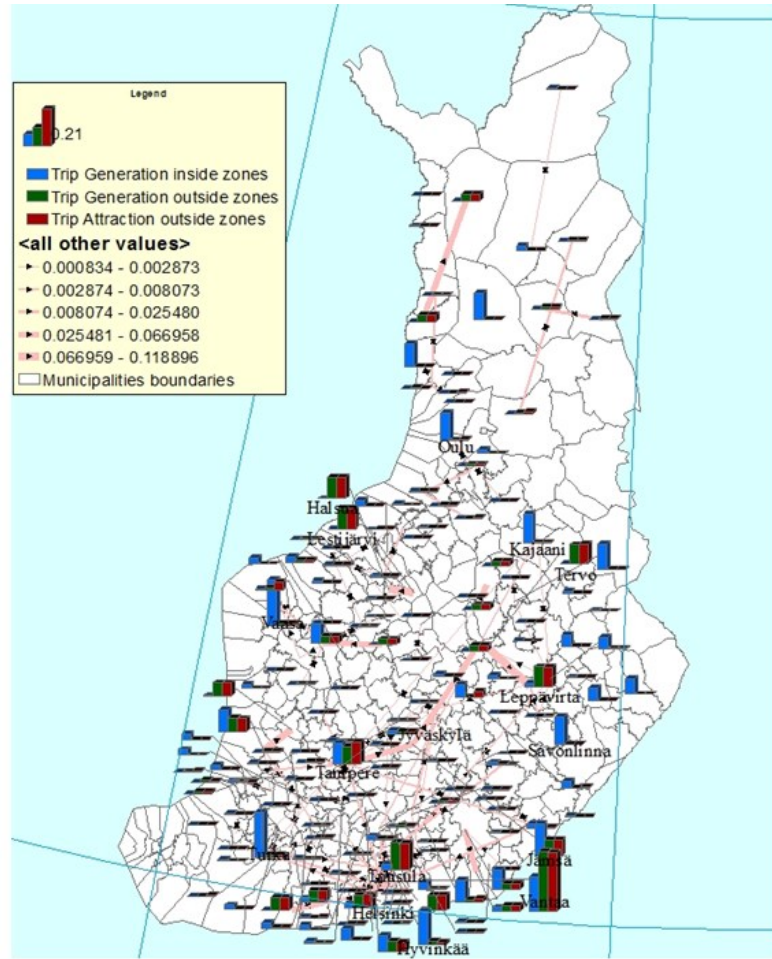 Legend
0.21
Trip Generation inside zones
Trip Generation outside zones
Trip Attraction outside zones
<all other values>
0.000834 - 0.002873
0.002874 - 0.008073
0.008074 - 0.025480
0.025481 - 0.066958
0.066959 - 0.118896
Municipalities boundaries
Oulu
Halsua
Lestijärvi
Kajaani
Tervo
Vaasa
Leppävirta
Jyväskylä
Savonlinna
Tampere
Turku
Jämsä
Vantaa
Helsinki
Hyvinkää